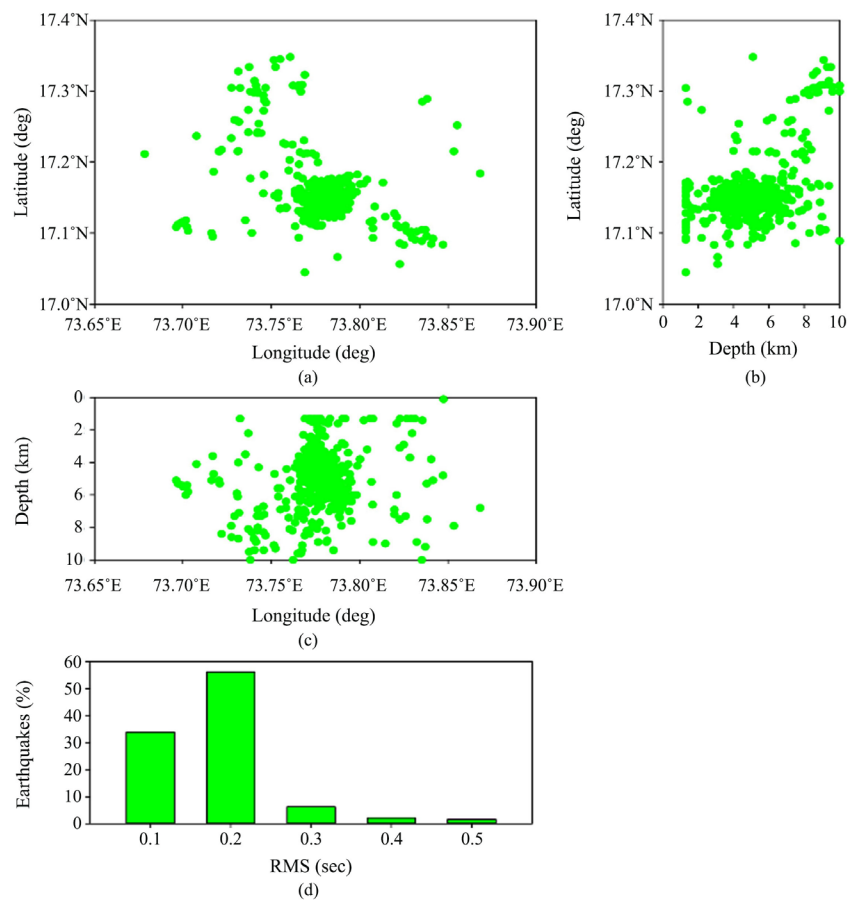 17.4°N
17.3°N
17.2°N
17.1°N
17.0°N
Latitude (deg)
73.65°E 73.70°E 73.75°E 73.80°E 73.85°E 73.90°E
Longitude (deg)
(a)
17.4°N
17.3°N
17.2°N
17.1°N
17.0°N
Latitude (deg)
0 2 4 6 8 10
Depth (km)
(b)
0
2
4
6
8
10
Depth (km)
73.65°E 73.70°E 73.75°E 73.80°E 73.85°E 73.90°E
Longitude (deg)
(c)
60
50
40
30
20
10
0
Earthquakes (%)
0.1 0.2 0.3 0.4 0.5
RMS (sec)
(d)